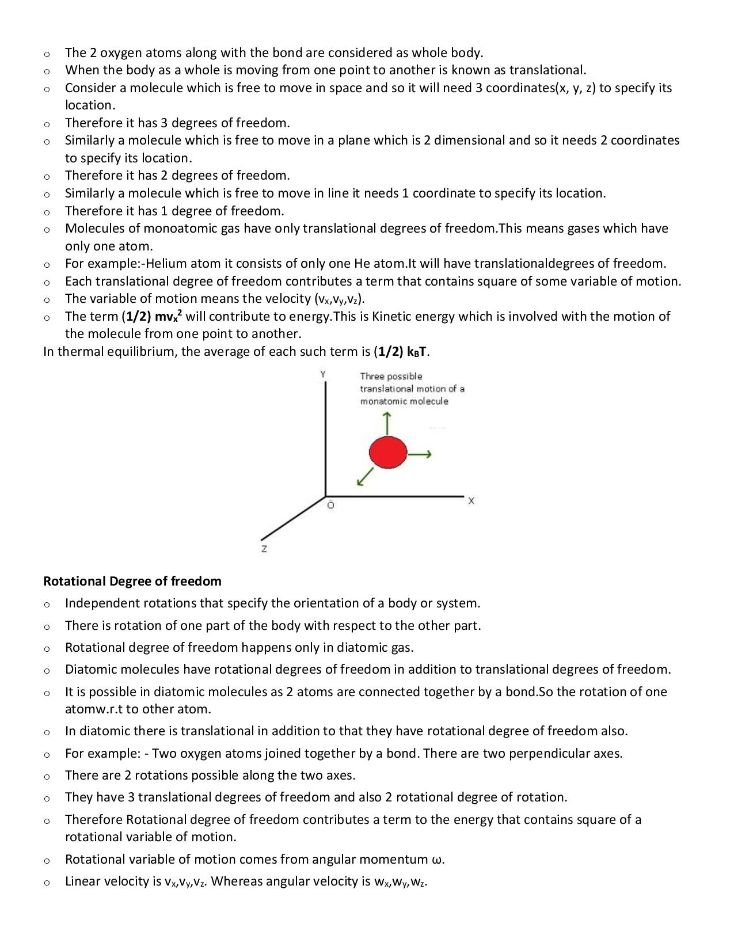 o The 2 oxygen atoms along with the bond are considered as whole body.
o When the body as a whole is moving from one point to another is known as translational.
o Consider a molecule which is free to move in space and so it will need 3 coordinates(x, y, z) to specify its
location.
o Therefore it has 3 degrees of freedom.
o Similarly a molecule which is free to move in a plane which is 2 dimensional and so it needs 2 coordinates
to specify its location.
o Therefore it has 2 degrees of freedom.
o Similarly a molecule which is free to move in line it needs 1 coordinate to specify its location.
o Therefore it has 1 degree of freedom.
o Molecules of monoatomic gas have only translational degrees of freedom.This means gases which have
only one atom.
o For example:-Helium atom it consists of only one He atom.It will have translationaldegrees of freedom.
o Each translational degree of freedom contributes a term that contains square of some variable of motion.
o The variable of motion means the velocity (vₓ,vᵧ,v_z).
o The term (1/2) mvₓ² will contribute to energy.This is Kinetic energy which is involved with the motion of
the molecule from one point to another.
In thermal equilibrium, the average of each such term is (1/2) k_BT.
Y
Three possible
translational motion of a
monatomic molecule
O
X
Z
Rotational Degree of freedom
o Independent rotations that specify the orientation of a body or system.
o There is rotation of one part of the body with respect to the other part.
o Rotational degree of freedom happens only in diatomic gas.
o Diatomic molecules have rotational degrees of freedom in addition to translational degrees of freedom.
o It is possible in diatomic molecules as 2 atoms are connected together by a bond.So the rotation of one
atomw.r.t to other atom.
o In diatomic there is translational in addition to that they have rotational degree of freedom also.
o For example: - Two oxygen atoms joined together by a bond. There are two perpendicular axes.
o There are 2 rotations possible along the two axes.
o They have 3 translational degrees of freedom and also 2 rotational degree of rotation.
o Therefore Rotational degree of freedom contributes a term to the energy that contains square of a
rotational variable of motion.
o Rotational variable of motion comes from angular momentum ω.
o Linear velocity is vₓ,vᵧ,v_z. Whereas angular velocity is wₓ,wᵧ,w_z.